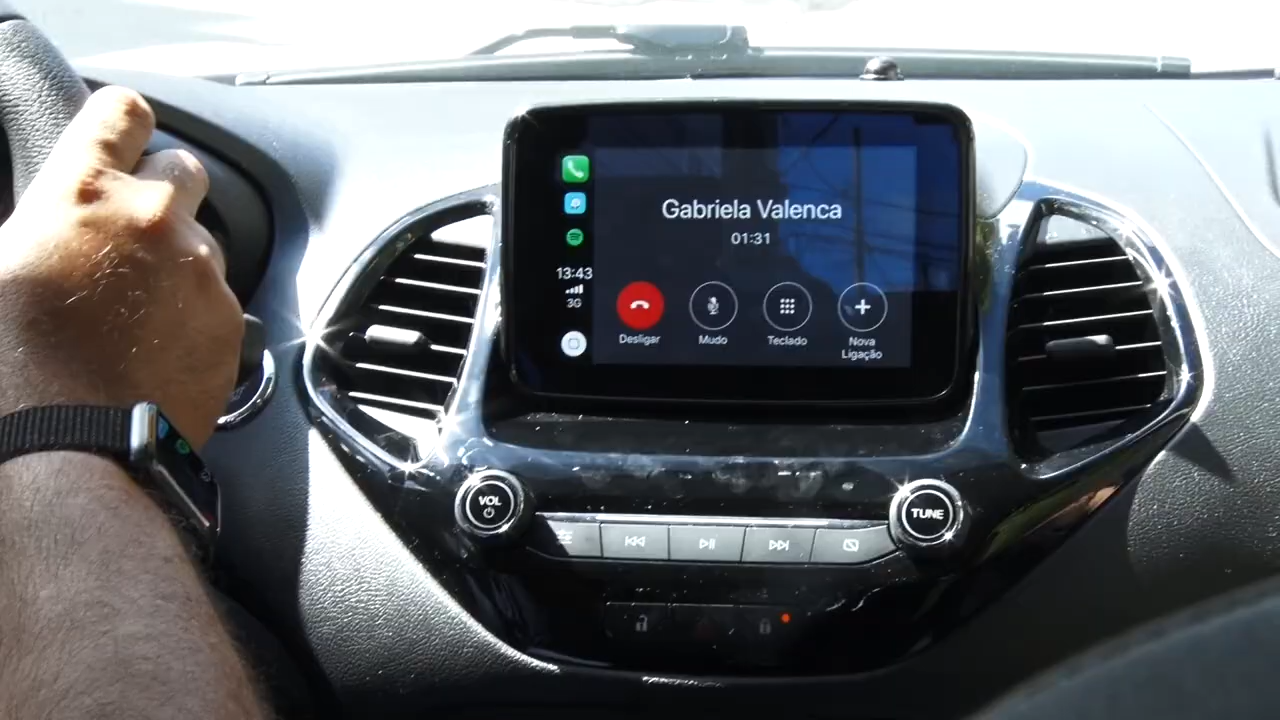 Gabriela Valenca
01:31
13:43
3G
Desligar
Mudo
Teclado
Nova
Ligação
VOL
TUNE